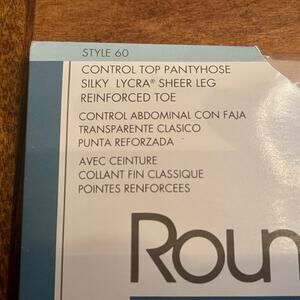 STYLE 60
CONTROL TOP PANTYHOSE
SILKY LYCRA® SHEER LEG
REINFORCED TOE
CONTROL ABDOMINAL CON FAJA
TRANSPARENTE CLASICO
PUNTA REFORZADA
AVEC CEINTURE
COLLANT FIN CLASSIQUE
POINTES RENFORCEES
Roun